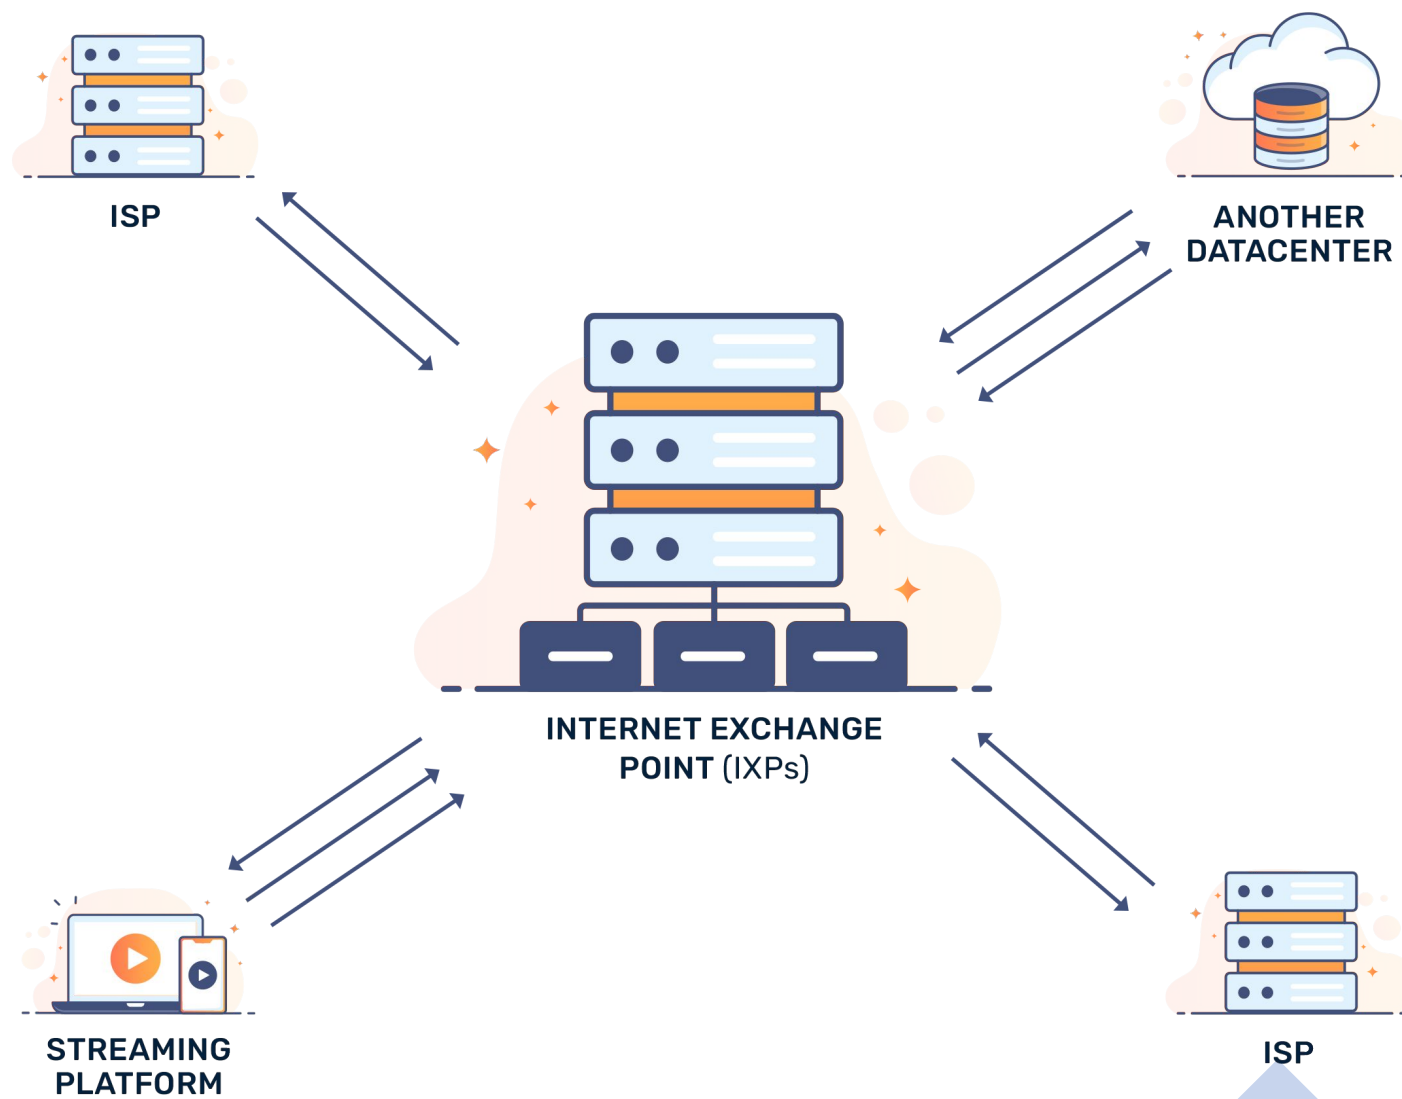 ISP
ANOTHER
DATACENTER
INTERNET EXCHANGE
POINT (IXPs)
STREAMING
PLATFORM
ISP